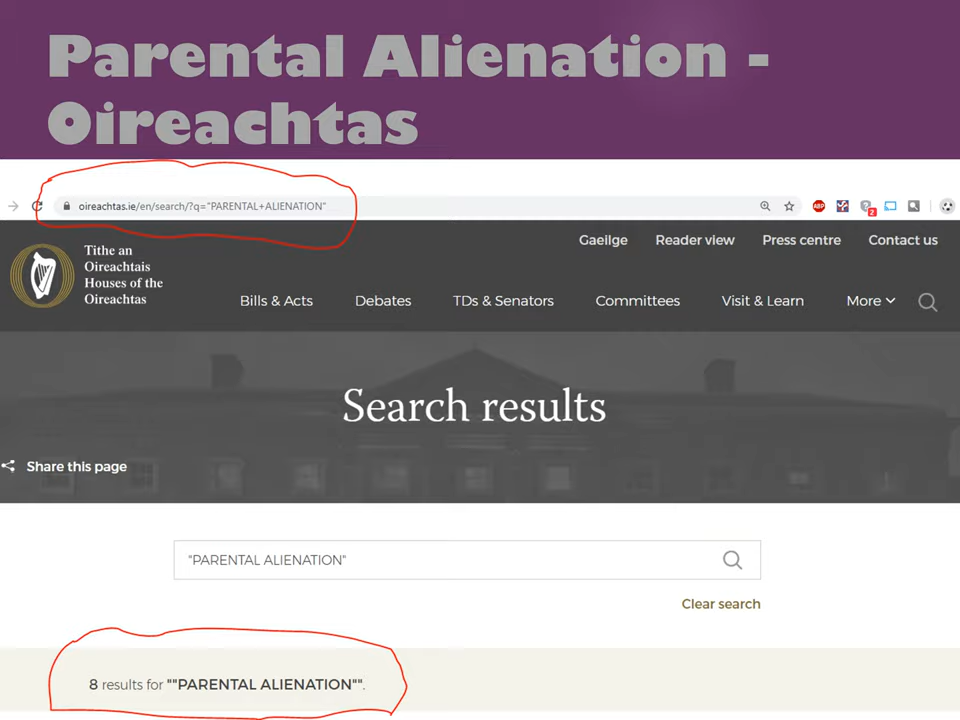 Parental Alienation -
Oireachtas
oireachtas.ie/en/search/?q="PARENTAL+ALIENATION"
ABP
2
Gaeilge Reader view Press centre Contact us
Tithe an
Oireachtais
Houses of the
Oireachtas
Bills & Acts Debates TDs & Senators Committees Visit & Learn More
Search results
Share this page
"PARENTAL ALIENATION"
Clear search
8 results for ""PARENTAL ALIENATION"".